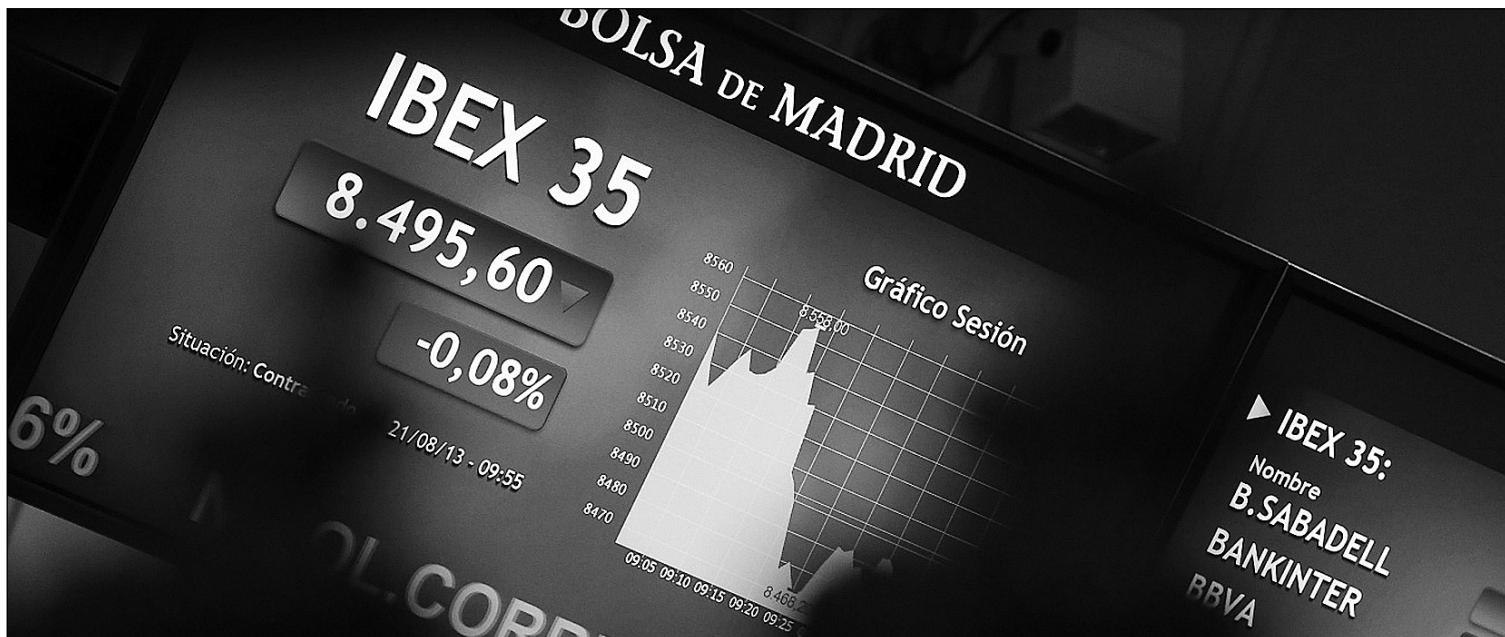 BOLSA DE MADRID
IBEX 35
8.495,60
-0,08%
Situación:
21/08/13 - 09:55
6%
Gráfico Sesión
8560
8550
8540
8530
8520
8510
8500
8490
8480
8470
8.558,00
09:05 09:10 09:15 09:20 09:25
IBEX 35:
Nombre
B.SABADELL
BANKINTER
BBVA